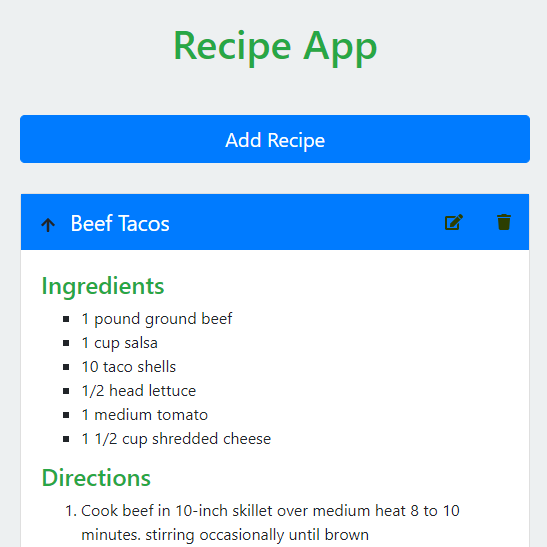 Recipe App
Add Recipe
Beef Tacos
Ingredients
1 pound ground beef
1 cup salsa
10 taco shells
1/2 head lettuce
1 medium tomato
1 1/2 cup shredded cheese
Directions
1. Cook beef in 10-inch skillet over medium heat 8 to 10
minutes. stirring occasionally until brown